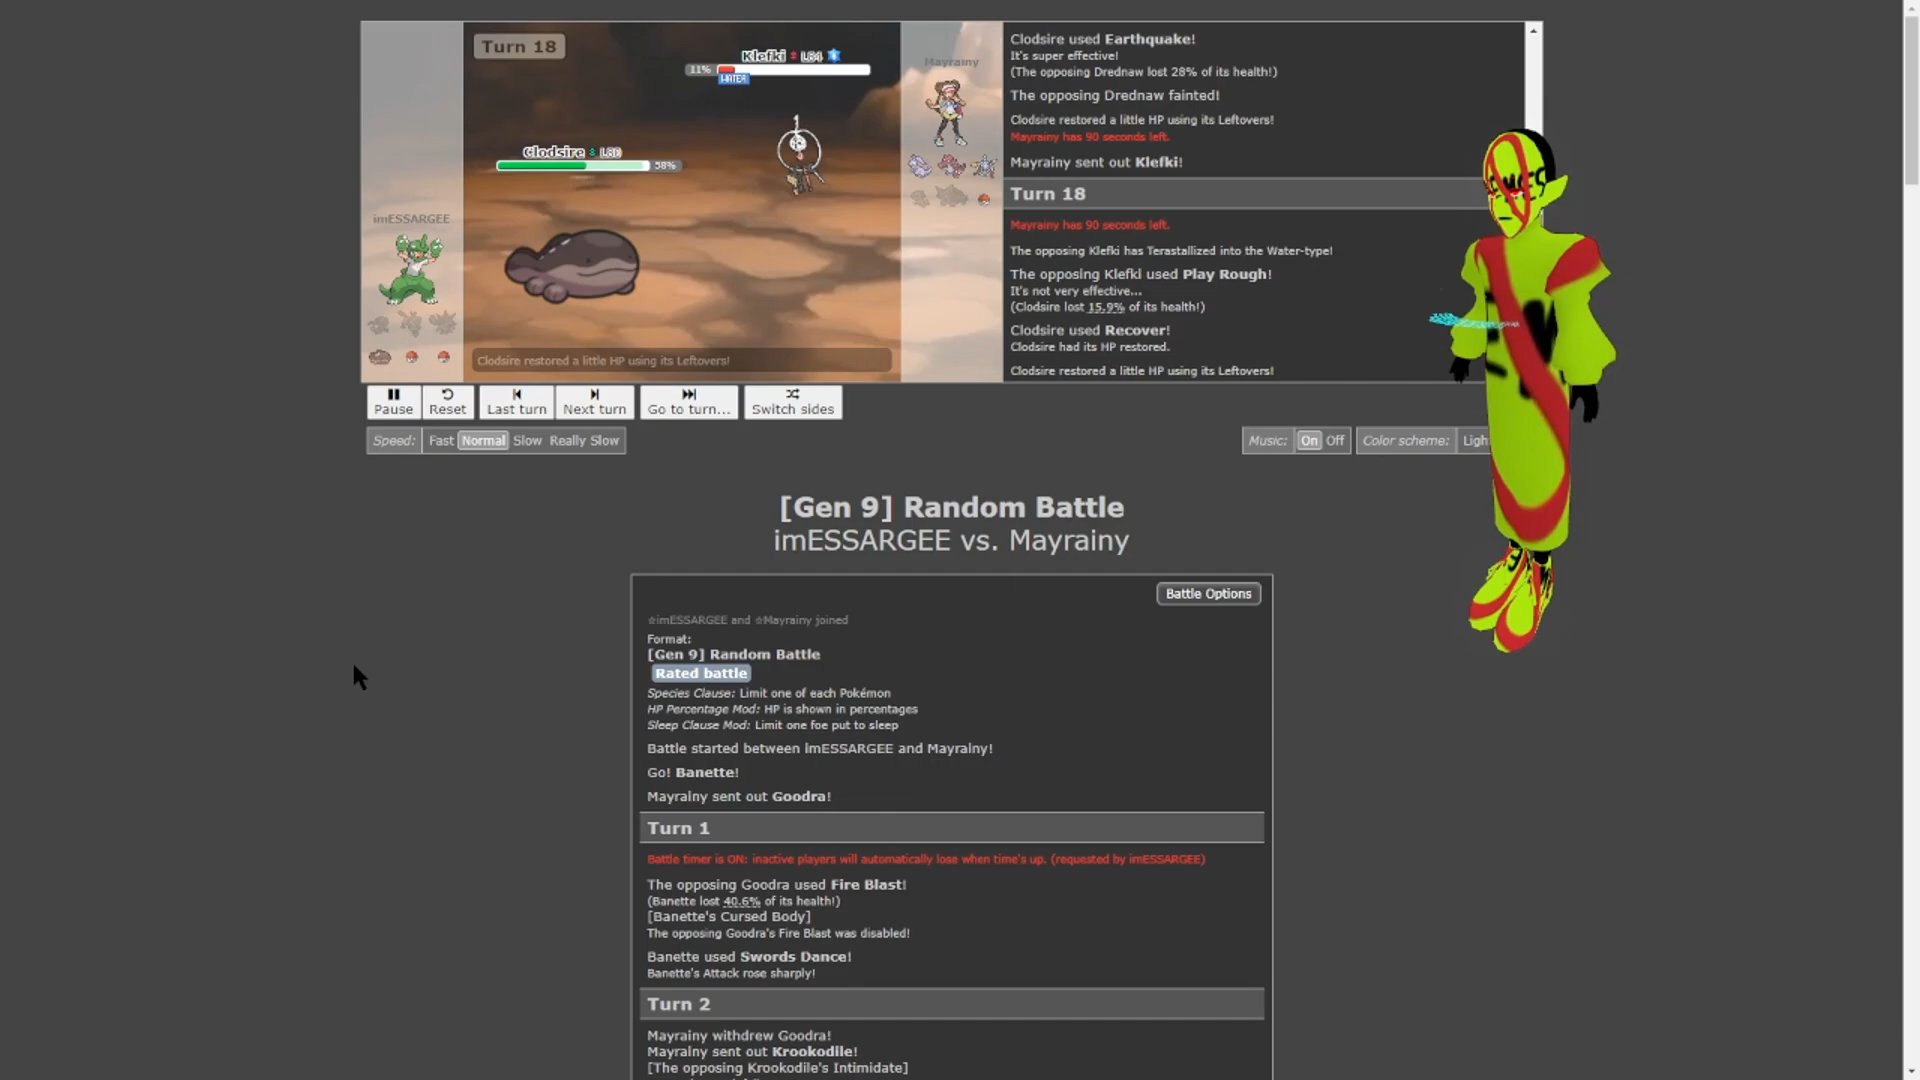 Turn 18
Klefki L84
11%
WATER
Clodsire L80
58%
Clodsire restored a little HP using its Leftovers!
imESSARGEE
Mayrainy
Clodsire used Earthquake!
It's super effective!
(The opposing Drednaw lost 28% of its health!)
The opposing Drednaw fainted!
Clodsire restored a little HP using its Leftovers!
Mayrainy has 90 seconds left.
Mayrainy sent out Klefki!
Turn 18
Mayrainy has 90 seconds left.
The opposing Klefki has Terastallized into the Water-type!
The opposing Klefki used Play Rough!
It's not very effective...
(Clodsire lost 15.9% of its health!)
Clodsire used Recover!
Clodsire had its HP restored.
Clodsire restored a little HP using its Leftovers!
Pause Reset Last turn Next turn Go to turn... Switch sides
Speed: Fast Normal Slow Really Slow
Music: On Off Color scheme: Ligh
[Gen 9] Random Battle
imESSARGEE vs. Mayrainy
Battle Options
☆imESSARGEE and ☆Mayrainy joined
Format:
[Gen 9] Random Battle
Rated battle
Species Clause: Limit one of each Pokémon
HP Percentage Mod: HP is shown in percentages
Sleep Clause Mod: Limit one foe put to sleep
Battle started between imESSARGEE and Mayrainy!
Go! Banette!
Mayrainy sent out Goodra!
Turn 1
Battle timer is ON: inactive players will automatically lose when time's up. (requested by imESSARGEE)
The opposing Goodra used Fire Blast!
(Banette lost 40.6% of its health!)
[Banette's Cursed Body]
The opposing Goodra's Fire Blast was disabled!
Banette used Swords Dance!
Banette's Attack rose sharply!
Turn 2
Mayrainy withdrew Goodra!
Mayrainy sent out Krookodile!
[The opposing Krookodile's Intimidate]